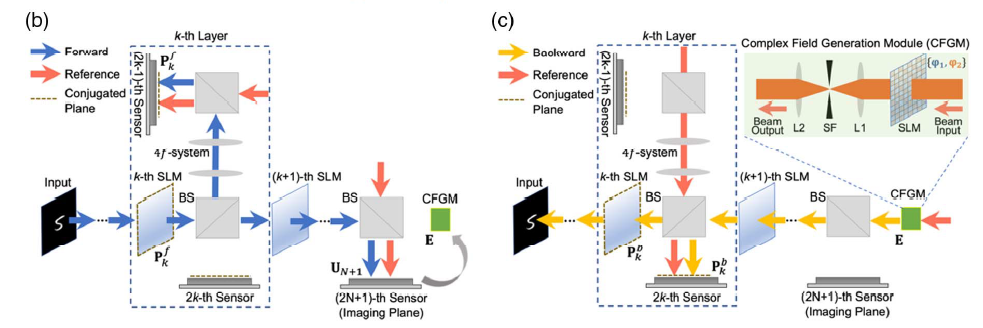 (b)
k-th Layer
Forward
Reference
Conjugated
Plane
(2k-1)-th Sensor
P_k^f
4f-system
Input
k-th SLM
BS
(k+1)-th SLM
BS
CFGM
E
P_k^f
U_{N+1}
2k-th Sensor
(2N+1)-th Sensor
(Imaging Plane)
(c)
k-th Layer
Backward
Reference
Conjugated
Plane
(2k-1)-th Sensor
Complex Field Generation Module (CFGM)
{φ₁, φ₂}
Beam
Output
L2
SF
L1
SLM
Beam
Input
4f-system
Input
k-th SLM
BS
(k+1)-th SLM
BS
CFGM
E
P_k^b
P_k^b
2k-th Sensor
(2N+1)-th Sensor
(Imaging Plane)